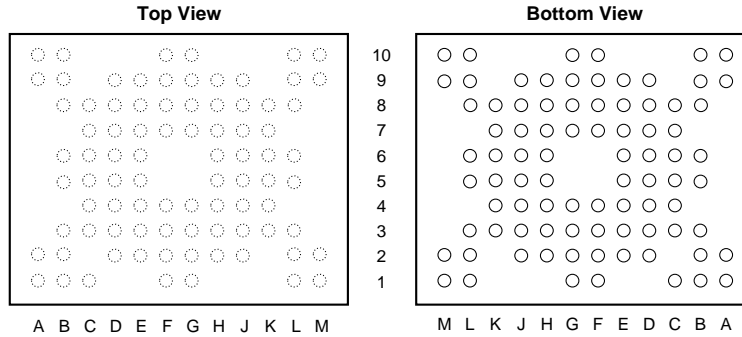 Top View
Bottom View
10
9
8
7
6
5
4
3
2
1
A B C D E F G H J K L M
M L K J H G F E D C B A